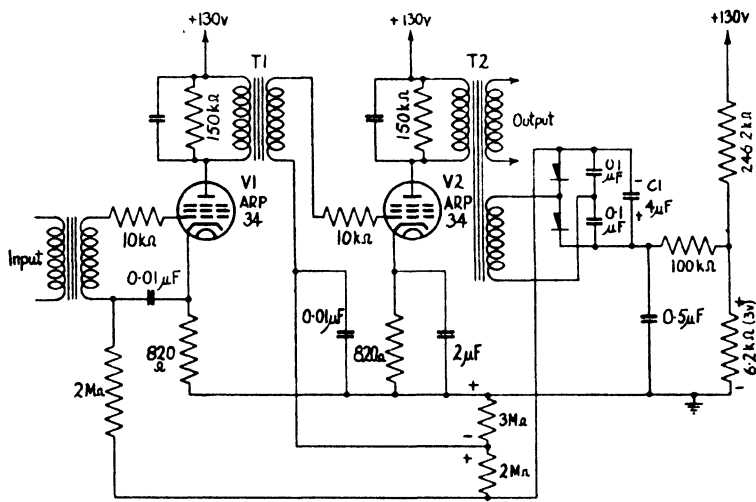 +130v
+130v
+130v
T1
T2
150kΩ
150kΩ
Output
246.2kΩ
V1
ARP
34
V2
ARP
34
0.1
μF
0.1
μF
-
C1
4μF
+
10kΩ
10kΩ
Input
0.01μF
100kΩ
820
Ω
0.01μF
820Ω
2μF
0.5μF
+
6.2kΩ (3v)
-
2MΩ
+
3MΩ
-
+
2MΩ